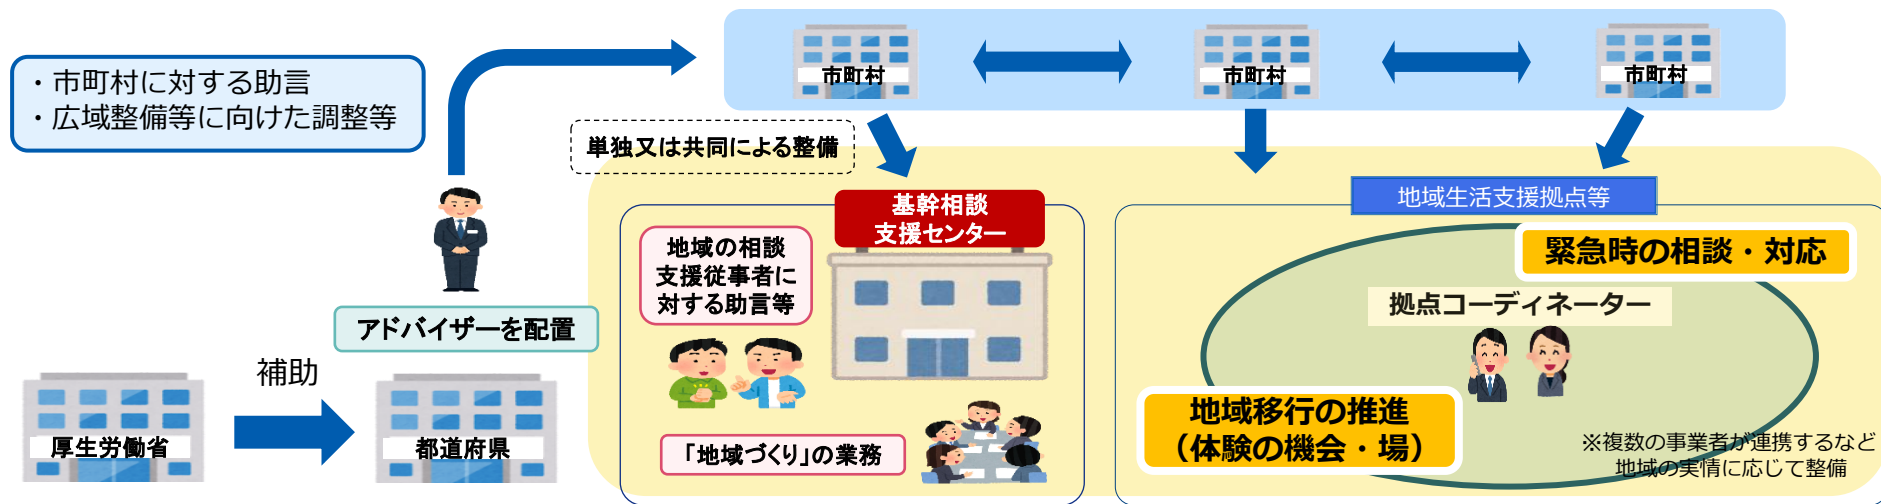 ・市町村に対する助言
・広域整備等に向けた調整等
市町村
市町村
市町村
単独又は共同による整備
アドバイザーを配置
補助
厚生労働省
都道府県
基幹相談
支援センター
地域の相談
支援従事者に
対する助言等
「地域づくり」の業務
地域生活支援拠点等
緊急時の相談・対応
拠点コーディネーター
地域移行の推進
（体験の機会・場）
※複数の事業者が連携するなど
地域の実情に応じて整備